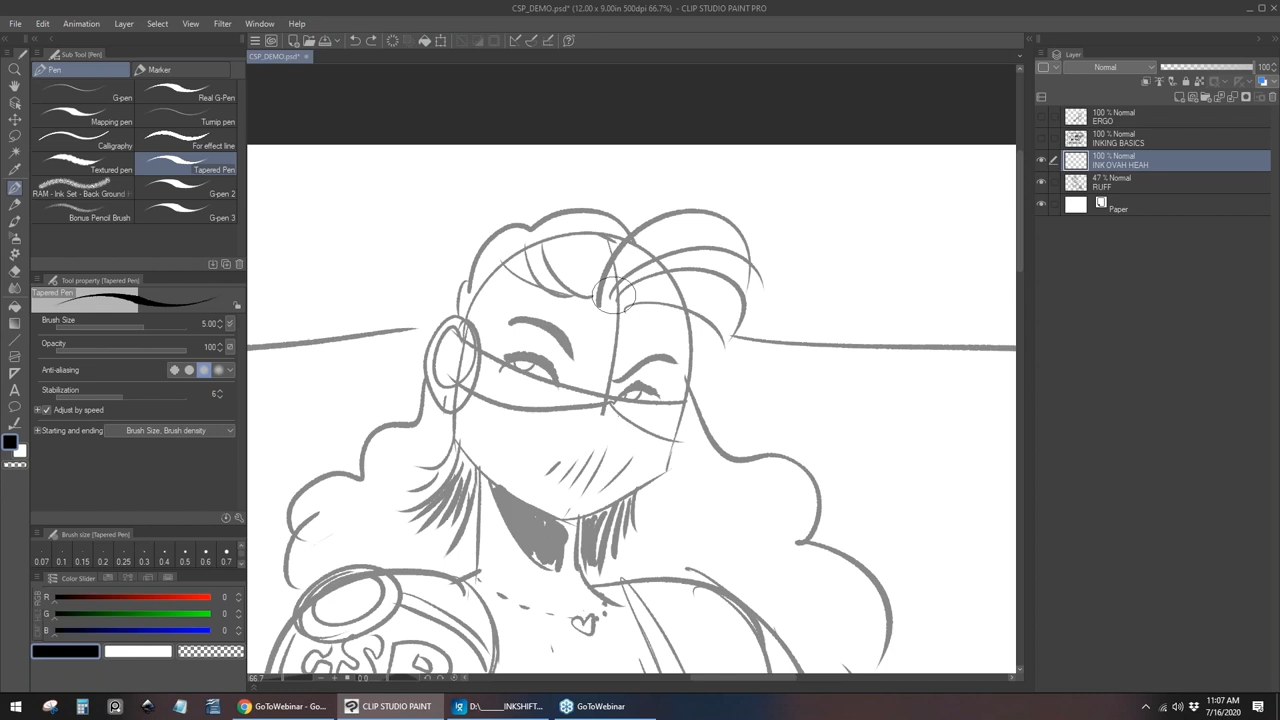 CSP_DEMO.psd* (12.00 x 9.00in 500dpi 66.7%) - CLIP STUDIO PAINT PRO
File Edit Animation Layer Select View Filter Window Help
Sub Tool [Pen]
CSP_DEMO.psd*
Layer
Pen Marker
Normal 100
G-pen Real G-Pen
Mapping pen Turnip pen
Calligraphy For effect line
Textured pen Tapered Pen
RAM - Ink Set - Back Ground I G-pen 2
Bonus Pencil Brush G-pen 3
100 % Normal
ERGO
100 % Normal
INKING BASICS
100 % Normal
INK OVAH HEAH
47 % Normal
RUFF
Paper
Tool property [Tapered Pen]
Tapered Pen
Brush Size 5.00
Opacity 100
Anti-aliasing
Stabilization 6
Adjust by speed
Starting and ending Brush Size, Brush density
Brush size [Tapered Pen]
0.07 0.1 0.15 0.2 0.3 0.4 0.5 0.6 0.7
Color Slider
RGB
R 0
G 0
B 0
66.7 0.0
GoToWebinar - Go... CLIP STUDIO PAINT D:\_____INKSHIFT... GoToWebinar
11:07 AM
7/16/2020